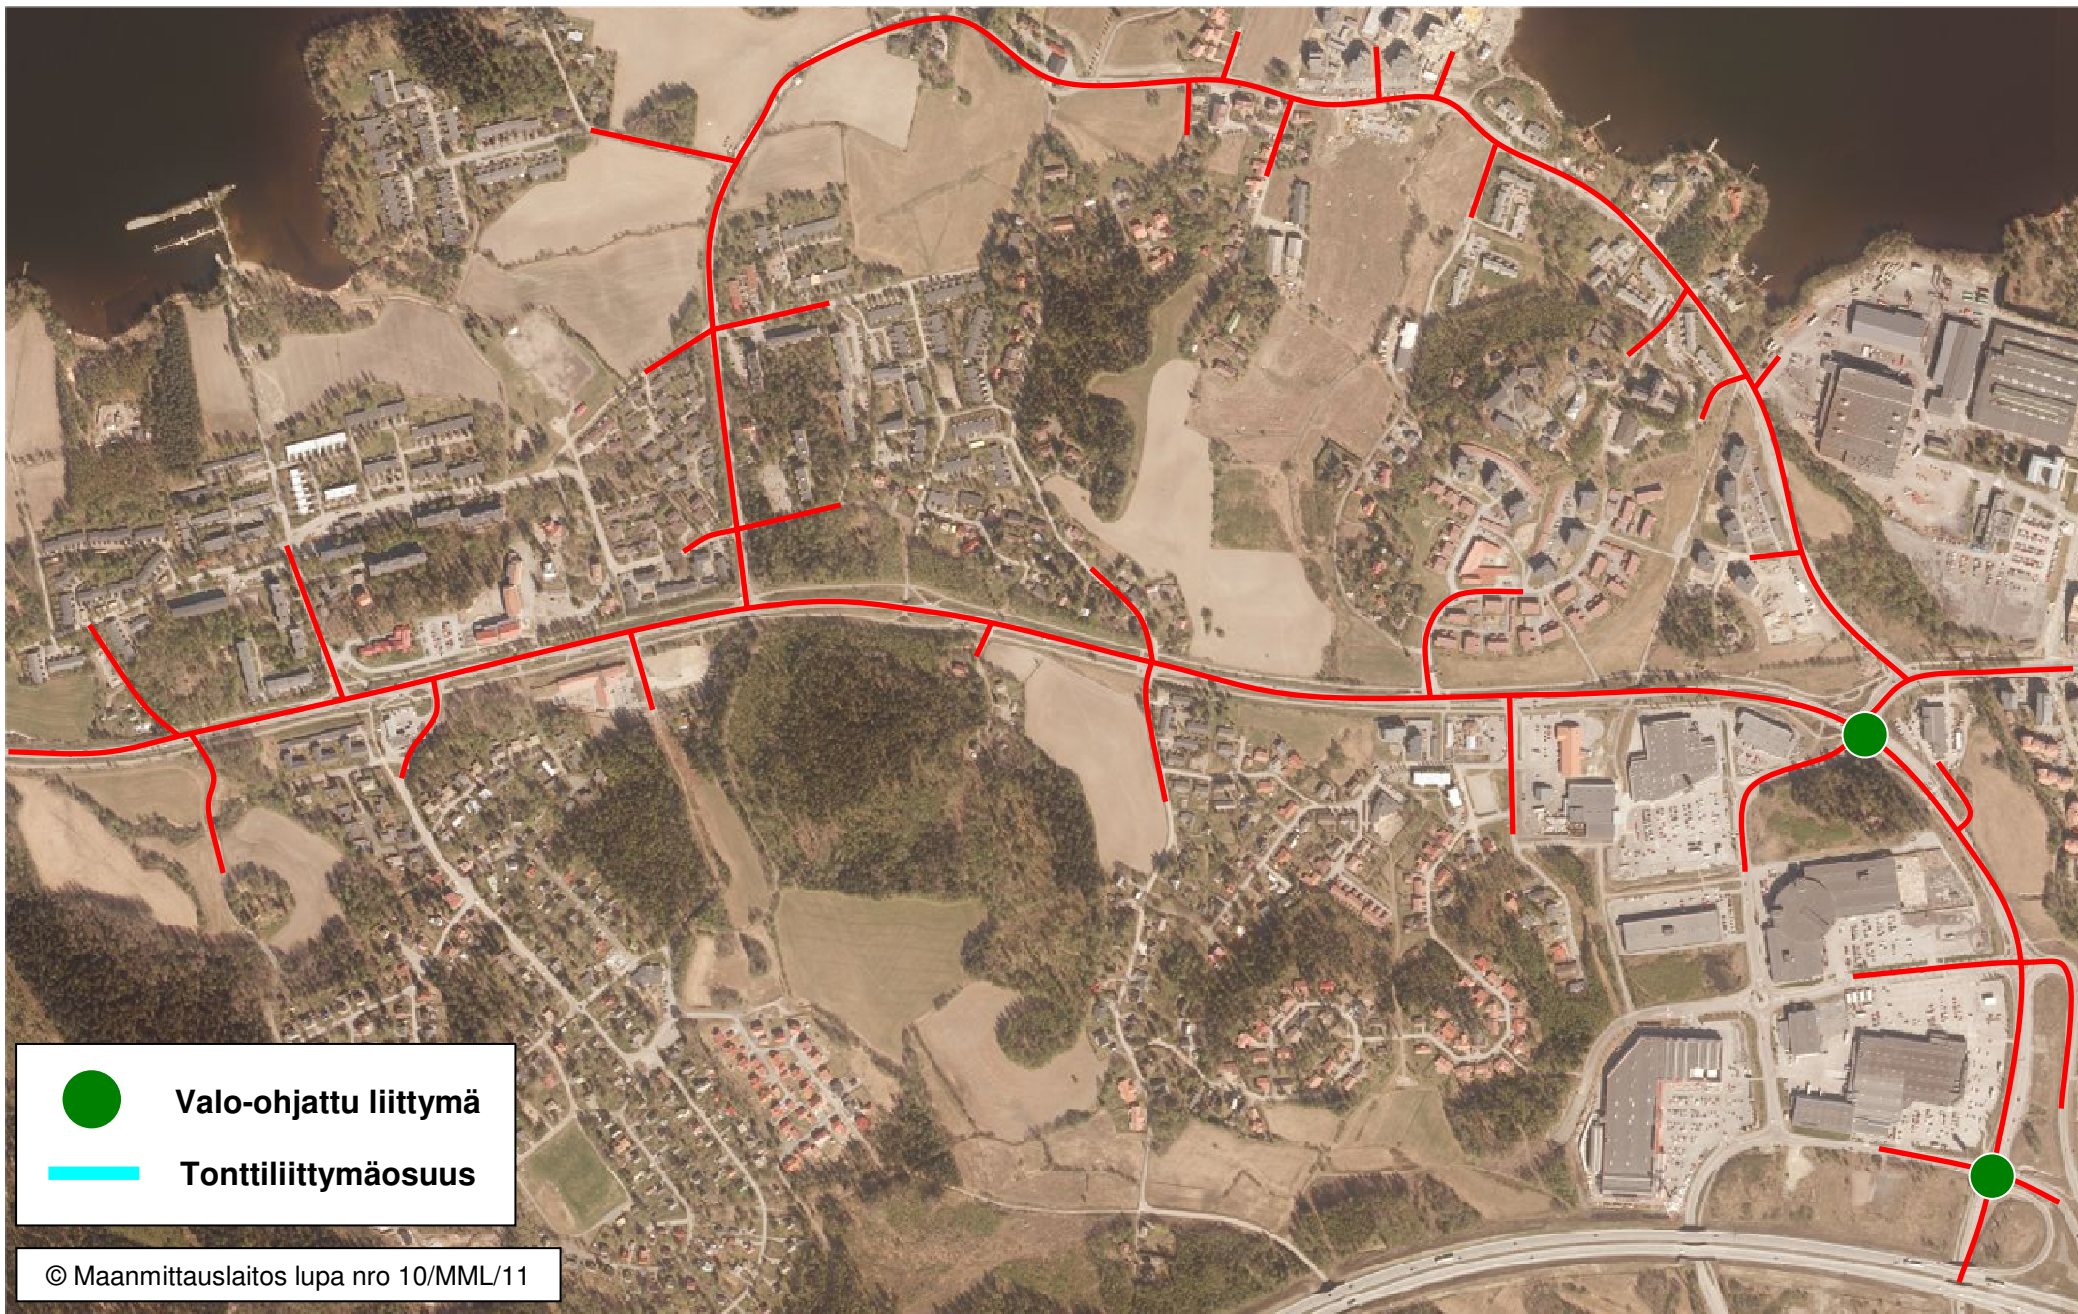 Valo-ohjattu liittymä
Tonttiliittymäosuus
© Maanmittauslaitos lupa nro 10/MML/11